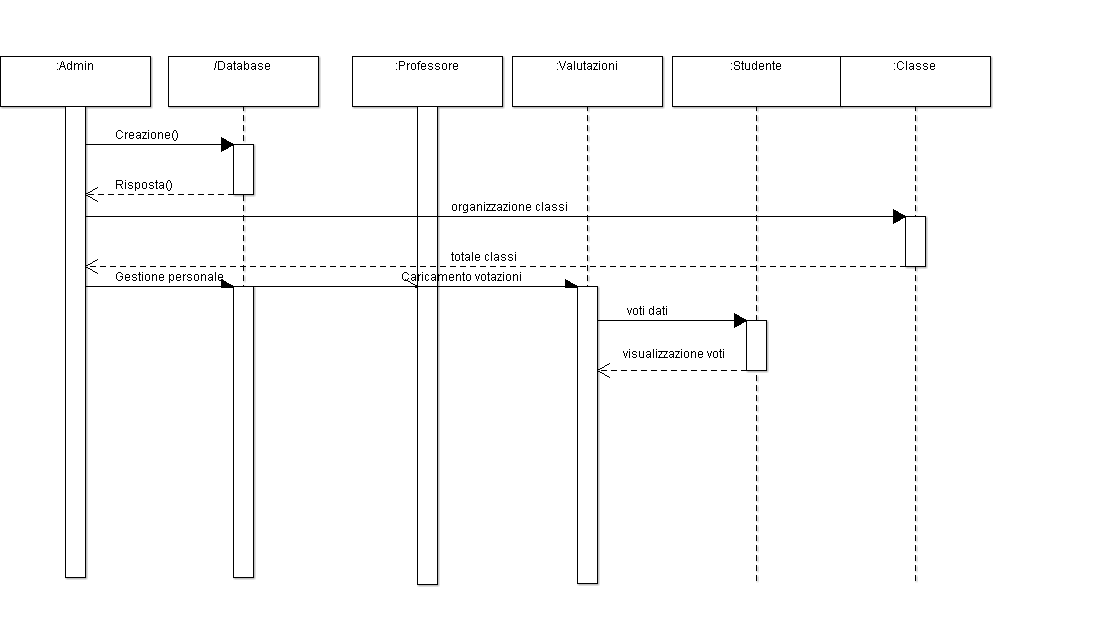 :Admin
/Database
:Professore
:Valutazioni
:Studente
:Classe
Creazione()
Risposta()
organizzazione classi
totale classi
Gestione personale
Caricamento votazioni
voti dati
visualizzazione voti